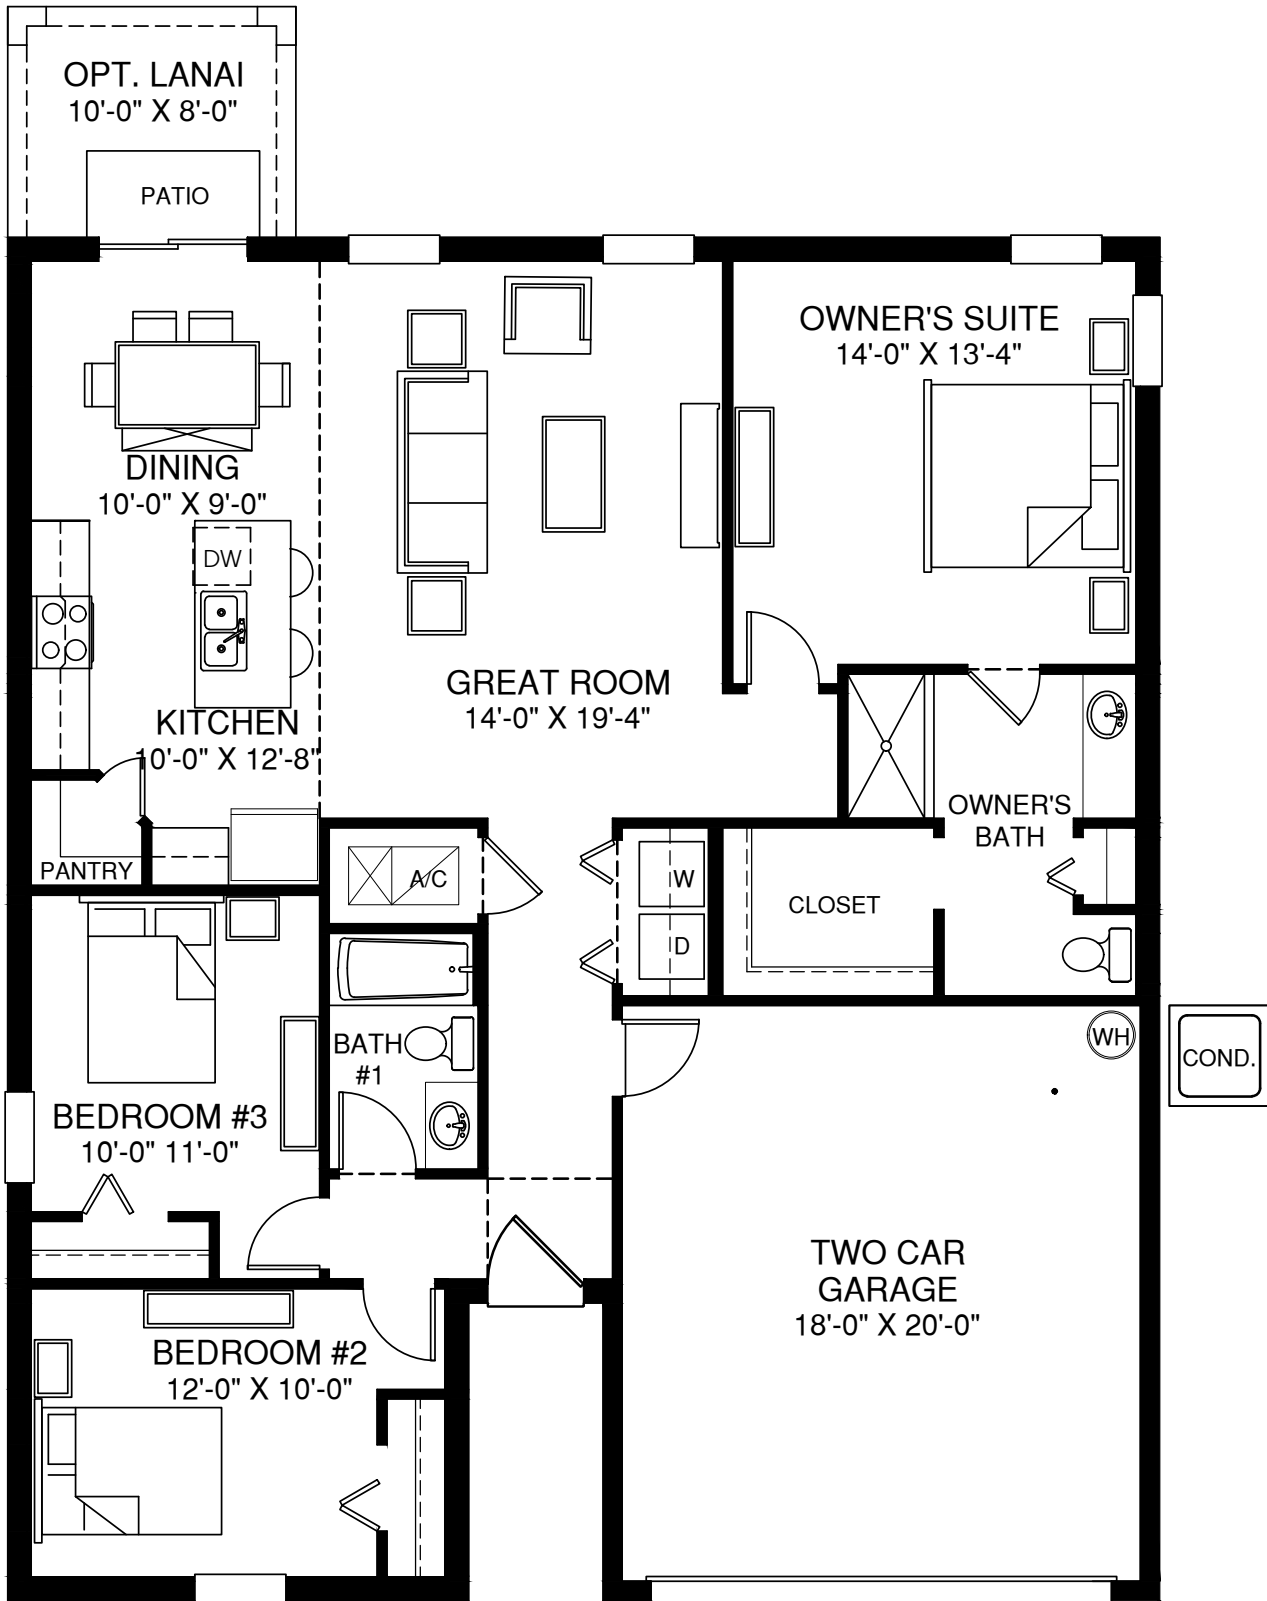 OPT. LANAI
10'-0" X 8'-0"
PATIO
OWNER'S SUITE
14'-0" X 13'-4"
DINING
10'-0" X 9'-0"
DW
GREAT ROOM
14'-0" X 19'-4"
KITCHEN
10'-0" X 12'-8"
OWNER'S
BATH
PANTRY
A/C
W
CLOSET
D
BATH
#1
WH
COND.
BEDROOM #3
10'-0" 11'-0"
TWO CAR
GARAGE
18'-0" X 20'-0"
BEDROOM #2
12'-0" X 10'-0"